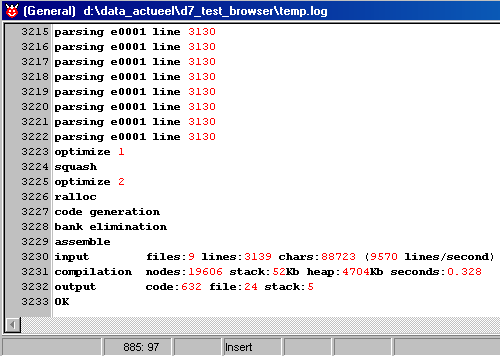 (General) d:\data_actueel\d7_test_browser\temp.log
3215 parsing e0001 line 3130
3216 parsing e0001 line 3130
3217 parsing e0001 line 3130
3218 parsing e0001 line 3130
3219 parsing e0001 line 3130
3220 parsing e0001 line 3130
3221 parsing e0001 line 3130
3222 parsing e0001 line 3130
3223 optimize 1
3224 squash
3225 optimize 2
3226 ralloc
3227 code generation
3228 bank elimination
3229 assemble
3230 input files:9 lines:3139 chars:88723 (9570 lines/second)
3231 compilation nodes:19606 stack:52Kb heap:4704Kb seconds:0.328
3232 output code:632 file:24 stack:5
3233 OK
885: 97 Insert